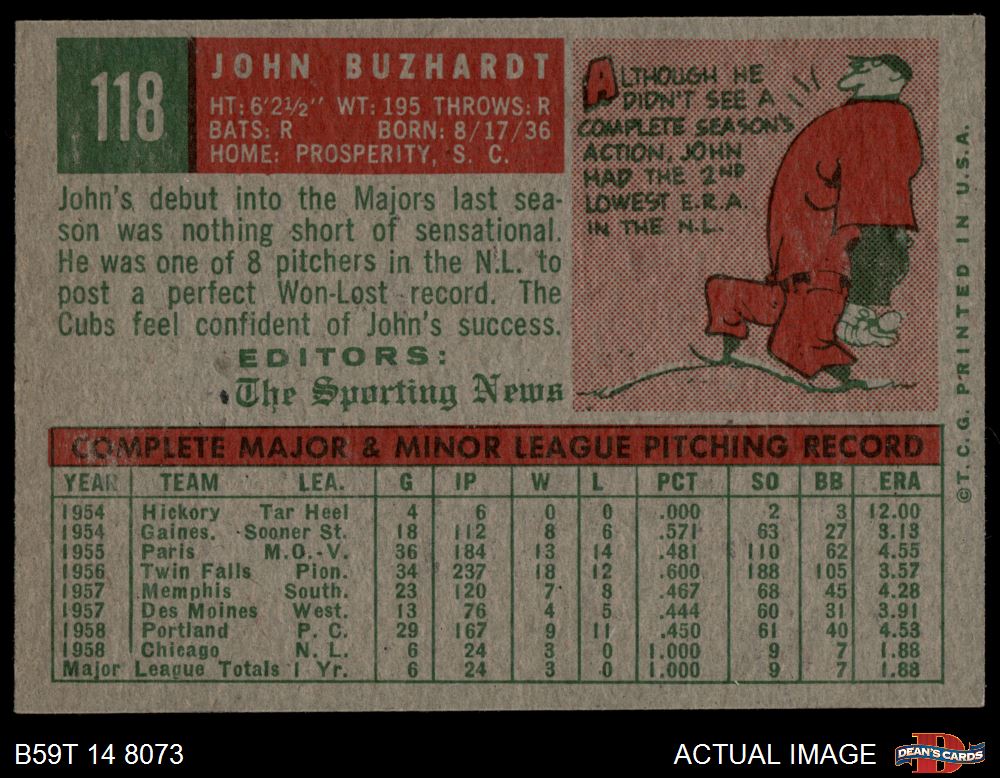 118
JOHN BUZHARDT
HT: 6'2½" WT: 195 THROWS: R
BATS: R BORN: 8/17/36
HOME: PROSPERITY, S. C.
John's debut into the Majors last sea-
son was nothing short of sensational.
He was one of 8 pitchers in the N.L. to
post a perfect Won-Lost record. The
Cubs feel confident of John's success.
EDITORS:
The Sporting News
ALTHOUGH HE
DIDN'T SEE A
COMPLETE SEASON'S
ACTION, JOHN
HAD THE 2ND
LOWEST E.R.A.
IN THE N.L.
©T.C.G. PRINTED IN U.S.A.
COMPLETE MAJOR & MINOR LEAGUE PITCHING RECORD
YEAR TEAM LEA. G IP W L PCT SO BB ERA
1954 Hickory Tar Heel 4 6 0 0 .000 2 3 12.00
1954 Gaines. Sooner St. 18 112 8 6 .571 63 27 3.13
1955 Paris M.O.-V. 36 184 13 14 .481 110 62 4.55
1956 Twin Falls Pion. 34 237 18 12 .600 188 105 3.57
1957 Memphis South. 23 120 7 8 .467 68 45 4.28
1957 Des Moines West. 13 76 4 5 .444 60 31 3.91
1958 Portland P. C. 29 167 9 11 .450 61 40 4.53
1958 Chicago N. L. 6 24 3 0 1.000 9 7 1.88
Major League Totals 1 Yr. 6 24 3 0 1.000 9 7 1.88
B59T 14 8073
ACTUAL IMAGE
DEAN'S CARDS